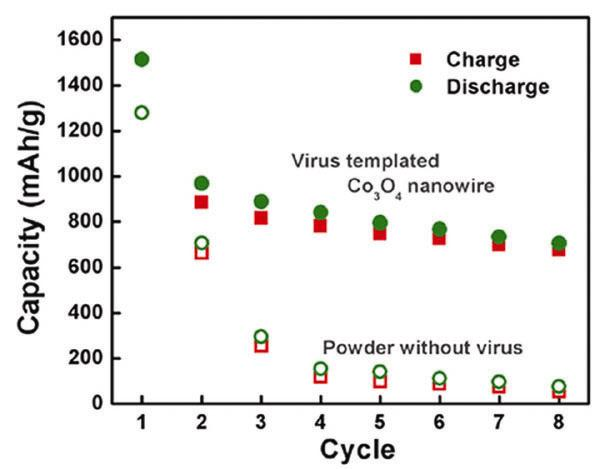 1600
1400
1200
1000
800
600
400
200
0
Capacity (mAh/g)
Charge
Discharge
Virus templated
Co₃O₄ nanowire
Powder without virus
1 2 3 4 5 6 7 8
Cycle